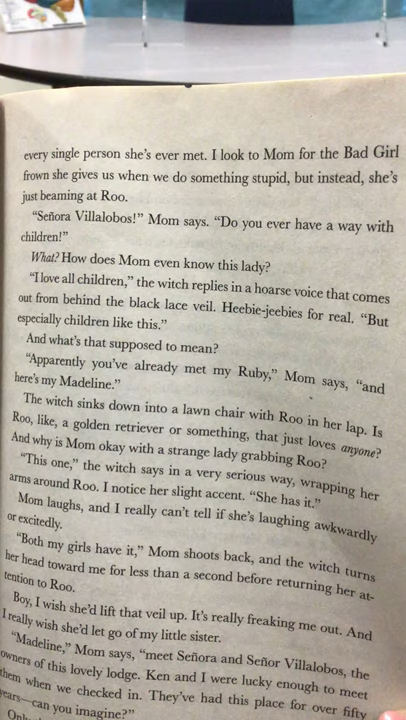 every single person she's ever met. I look to Mom for the Bad Girl
frown she gives us when we do something stupid, but instead, she's
just beaming at Roo.
"Señora Villalobos!" Mom says. "Do you ever have a way with
children!"
What? How does Mom even know this lady?
"I love all children," the witch replies in a hoarse voice that comes
out from behind the black lace veil. Heebie-jeebies for real. "But
especially children like this."
And what's that supposed to mean?
"Apparently you've already met my Ruby," Mom says, "and
here's my Madeline."
The witch sinks down into a lawn chair with Roo in her lap. Is
Roo, like, a golden retriever or something, that just loves anyone?
And why is Mom okay with a strange lady grabbing Roo?
"This one," the witch says in a very serious way, wrapping her
arms around Roo. I notice her slight accent. "She has it."
Mom laughs, and I really can't tell if she's laughing awkwardly
or excitedly.
"Both my girls have it," Mom shoots back, and the witch turns
her head toward me for less than a second before returning her at-
tention to Roo.
Boy, I wish she'd lift that veil up. It's really freaking me out. And
I really wish she'd let go of my little sister.
"Madeline," Mom says, "meet Señora and Señor Villalobos, the
owners of this lovely lodge. Ken and I were lucky enough to meet
them when we checked in. They've had this place for over fifty
years—can you imagine?"